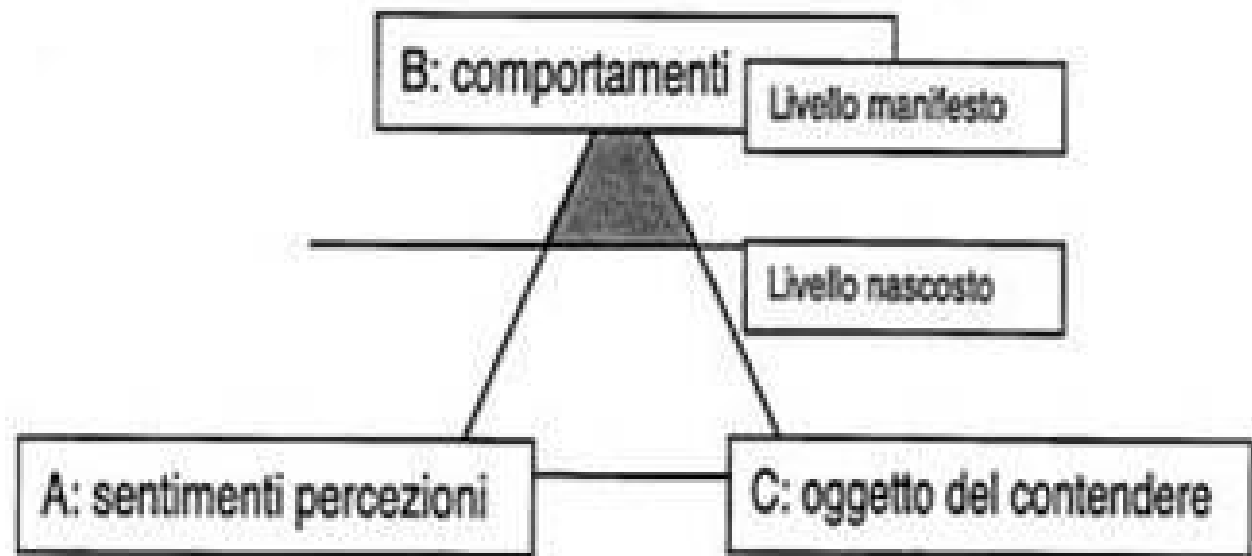 B: comportamenti
Livello manifesto
Livello nascosto
A: sentimenti percezioni
C: oggetto del contendere